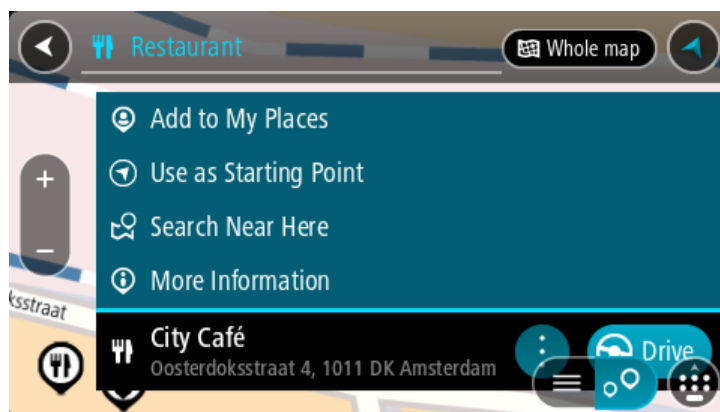 Restaurant
Whole map
Add to My Places
Use as Starting Point
Search Near Here
More Information
ksstraat
City Café
Oosterdoksstraat 4, 1011 DK Amsterdam
Drive